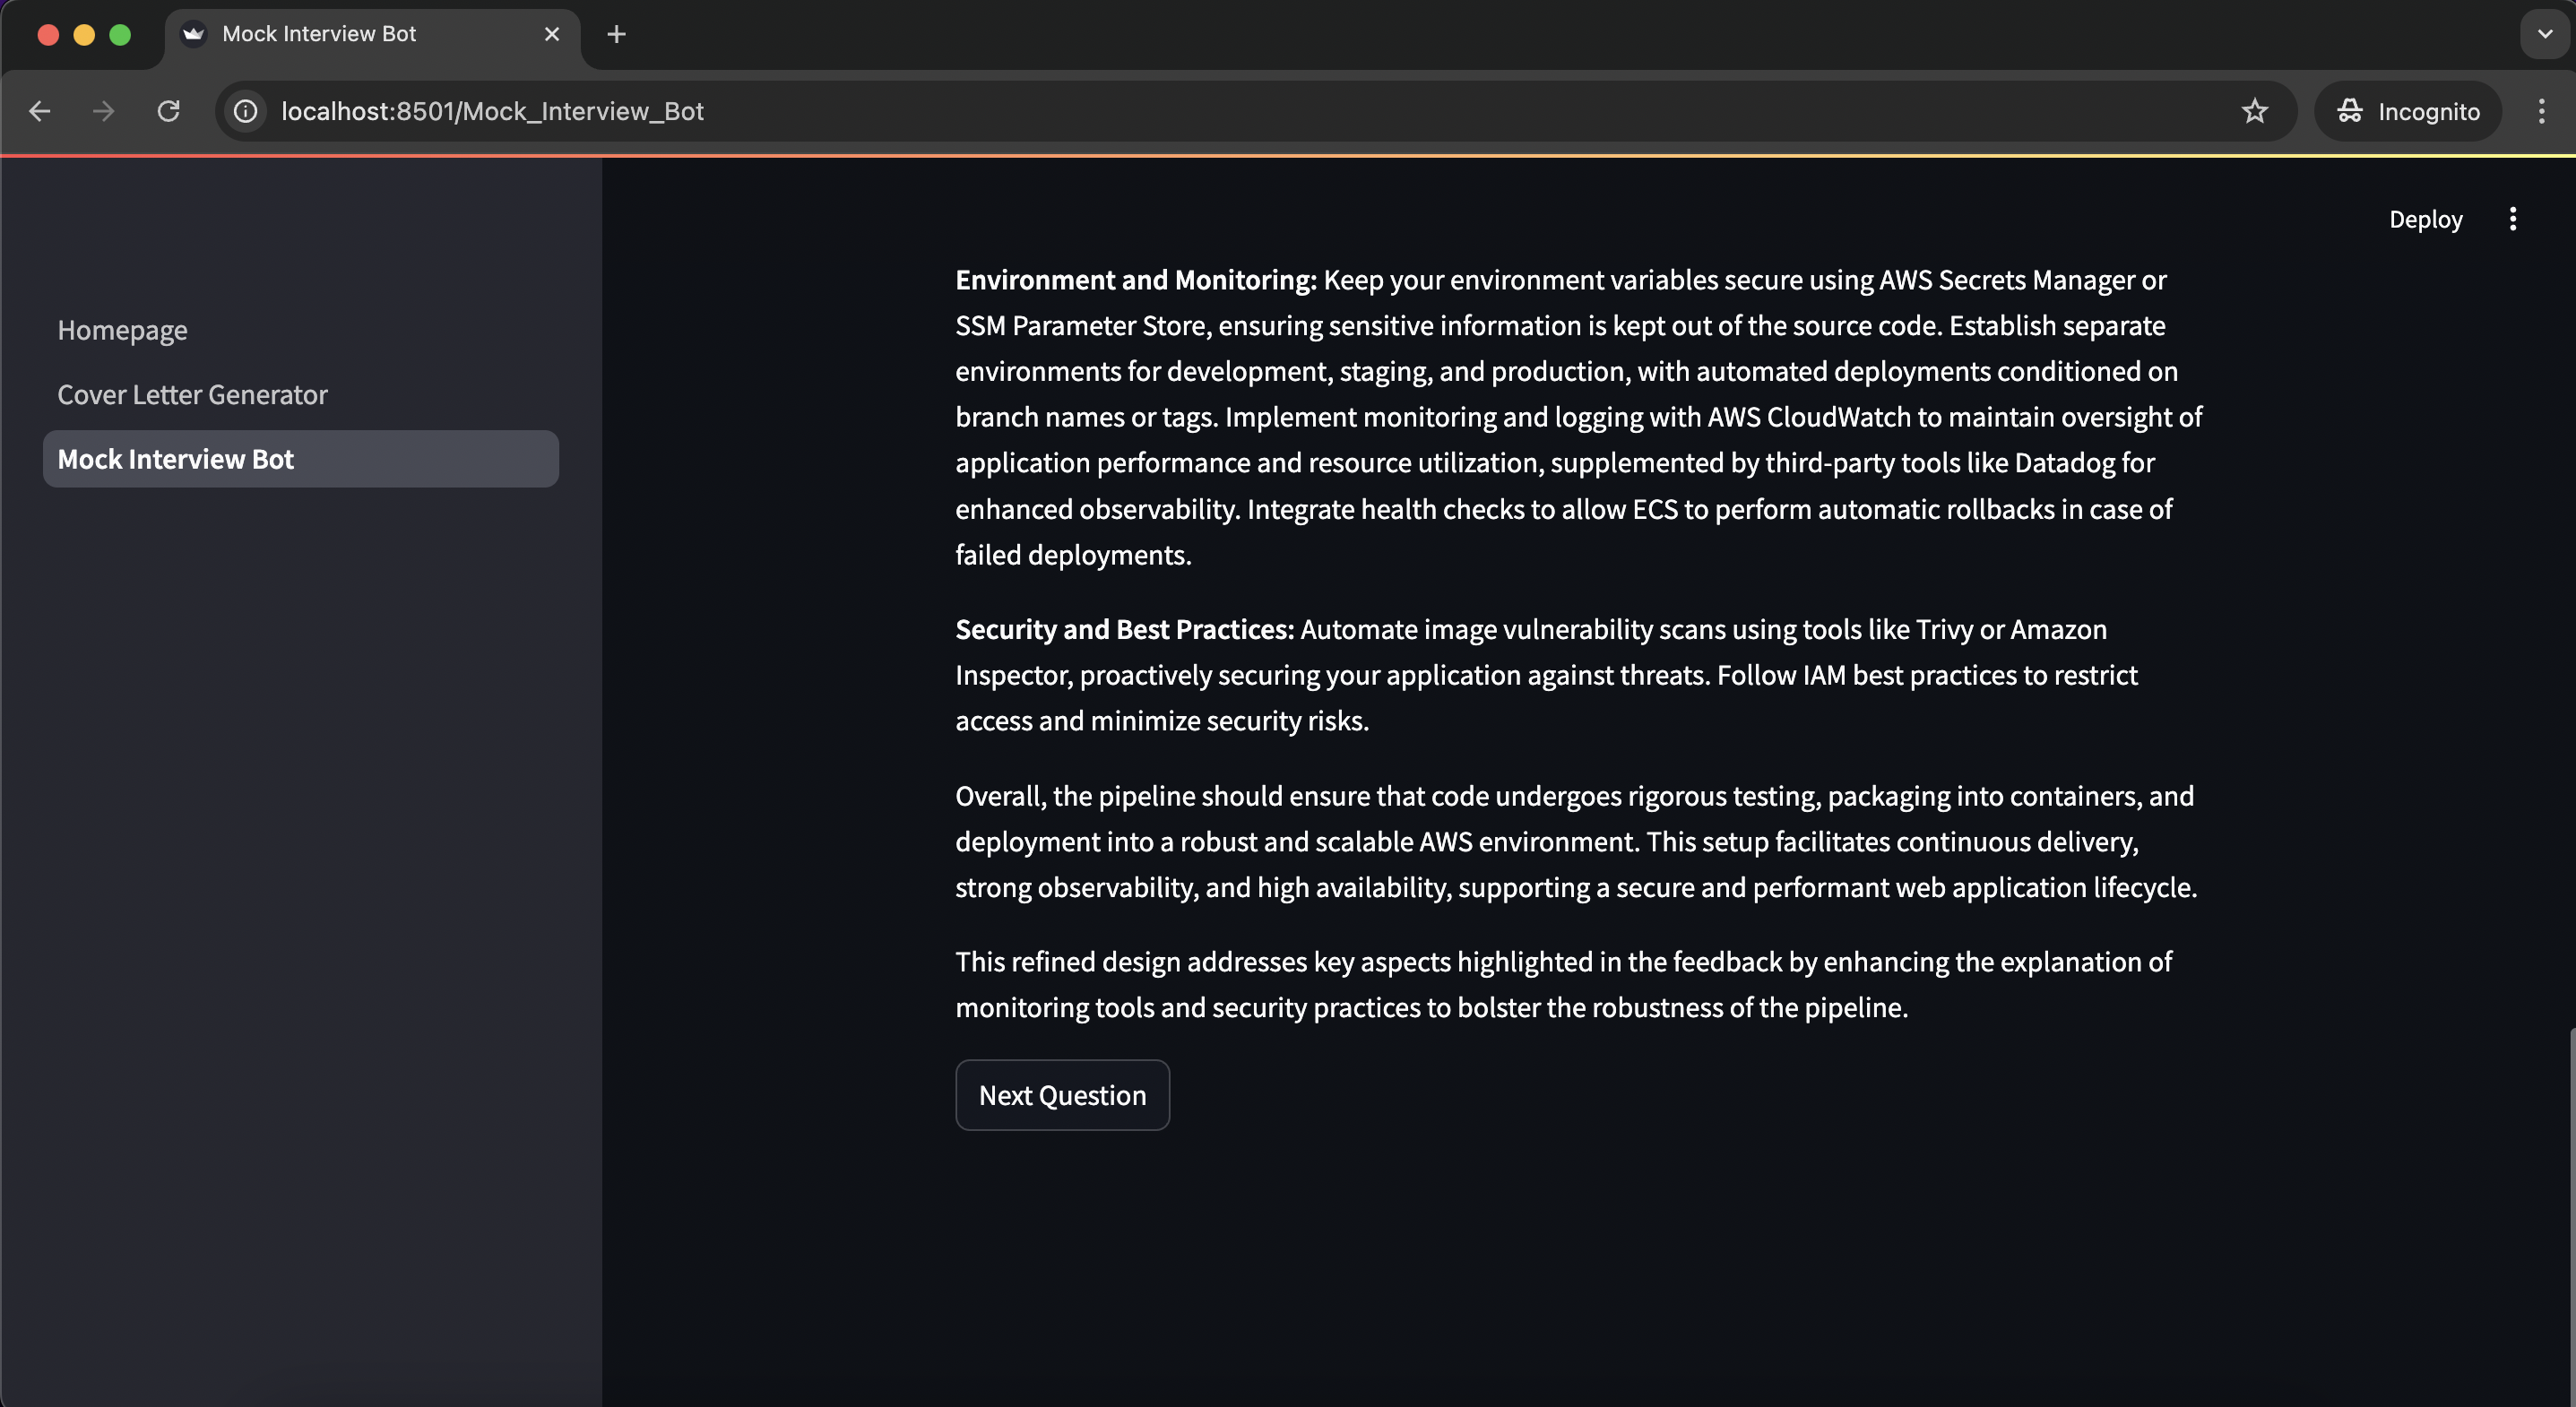 Mock Interview Bot
localhost:8501/Mock_Interview_Bot
Incognito
Deploy
Homepage
Cover Letter Generator
Mock Interview Bot
Environment and Monitoring: Keep your environment variables secure using AWS Secrets Manager or
SSM Parameter Store, ensuring sensitive information is kept out of the source code. Establish separate
environments for development, staging, and production, with automated deployments conditioned on
branch names or tags. Implement monitoring and logging with AWS CloudWatch to maintain oversight of
application performance and resource utilization, supplemented by third-party tools like Datadog for
enhanced observability. Integrate health checks to allow ECS to perform automatic rollbacks in case of
failed deployments.
Security and Best Practices: Automate image vulnerability scans using tools like Trivy or Amazon
Inspector, proactively securing your application against threats. Follow IAM best practices to restrict
access and minimize security risks.
Overall, the pipeline should ensure that code undergoes rigorous testing, packaging into containers, and
deployment into a robust and scalable AWS environment. This setup facilitates continuous delivery,
strong observability, and high availability, supporting a secure and performant web application lifecycle.
This refined design addresses key aspects highlighted in the feedback by enhancing the explanation of
monitoring tools and security practices to bolster the robustness of the pipeline.
Next Question